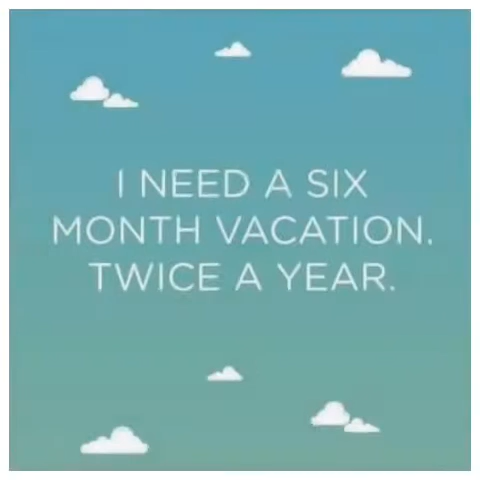 I NEED A SIX
MONTH VACATION.
TWICE A YEAR.